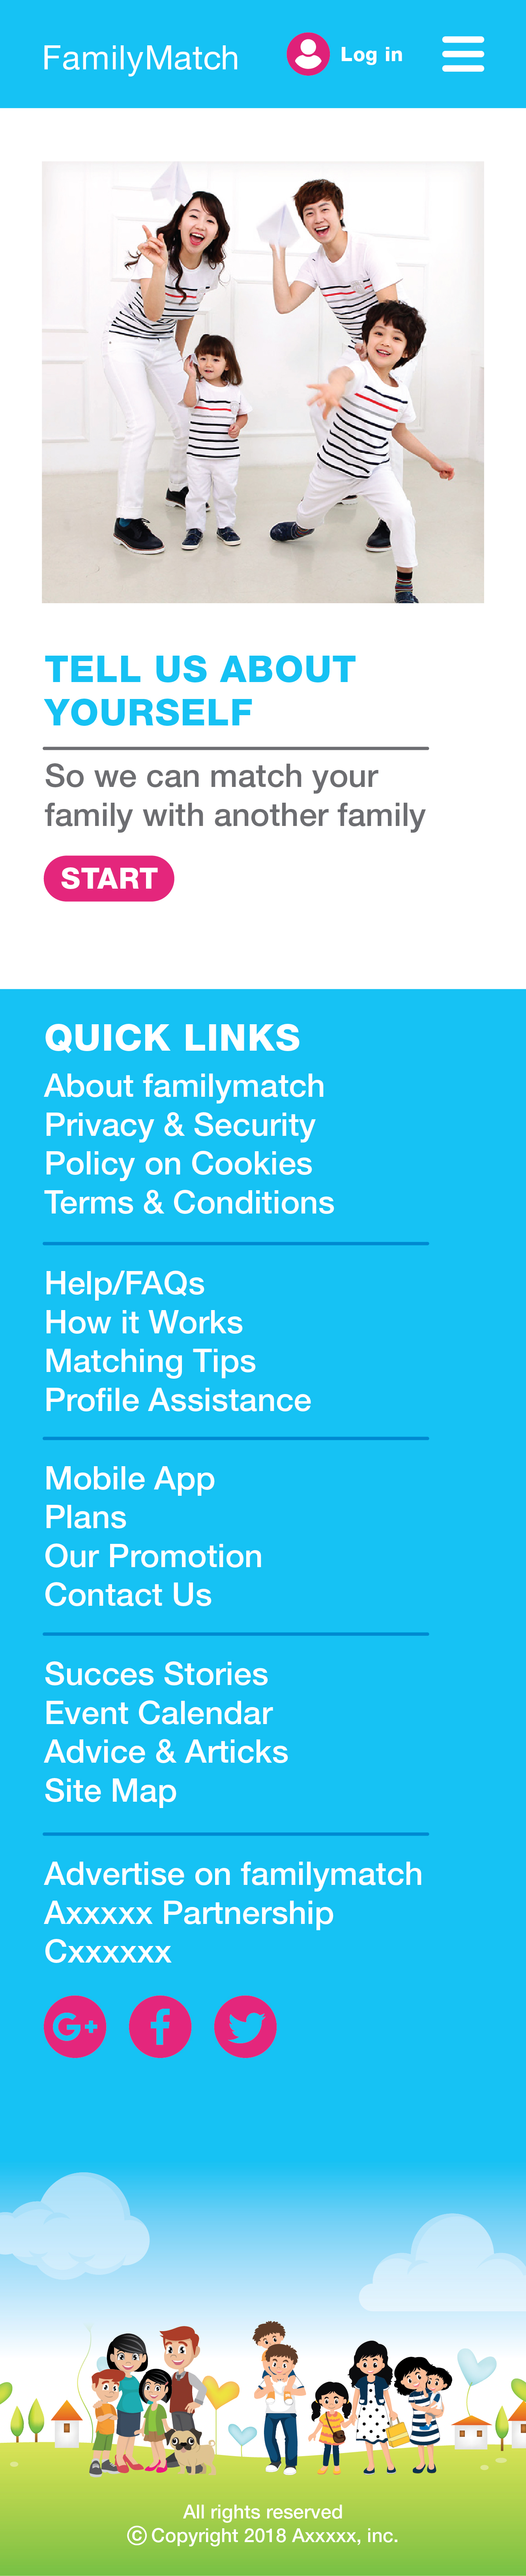 FamilyMatch
Log in
TELL US ABOUT
YOURSELF
So we can match your
family with another family
START
QUICK LINKS
About familymatch
Privacy & Security
Policy on Cookies
Terms & Conditions
Help/FAQs
How it Works
Matching Tips
Profile Assistance
Mobile App
Plans
Our Promotion
Contact Us
Succes Stories
Event Calendar
Advice & Articks
Site Map
Advertise on familymatch
Axxxxx Partnership
Cxxxxxx
G+ f
All rights reserved
© Copyright 2018 Axxxxx, inc.